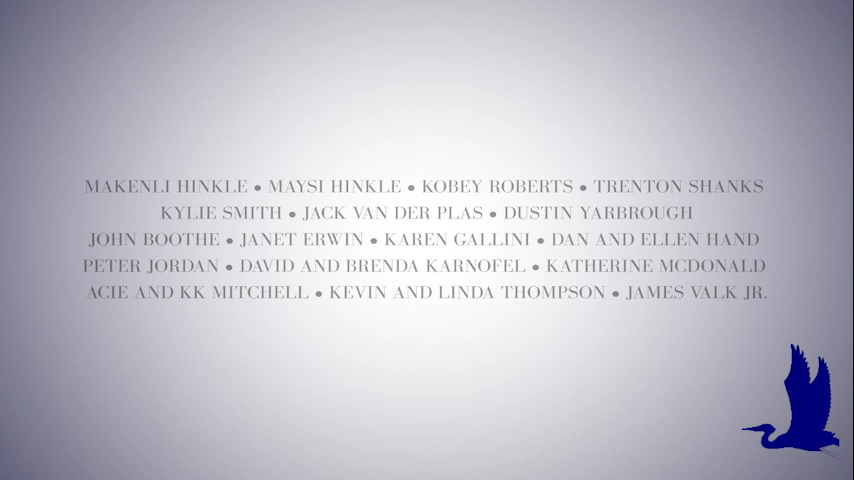 MAKENLI HINKLE • MAYSI HINKLE • KOBEY ROBERTS • TRENTON SHANKS
KYLIE SMITH • JACK VAN DER PLAS • DUSTIN YARBROUGH
JOHN BOOTHE • JANET ERWIN • KAREN GALLINI • DAN AND ELLEN HAND
PETER JORDAN • DAVID AND BRENDA KARNOFEL • KATHERINE MCDONALD
ACIE AND KK MITCHELL • KEVIN AND LINDA THOMPSON • JAMES VALK JR.